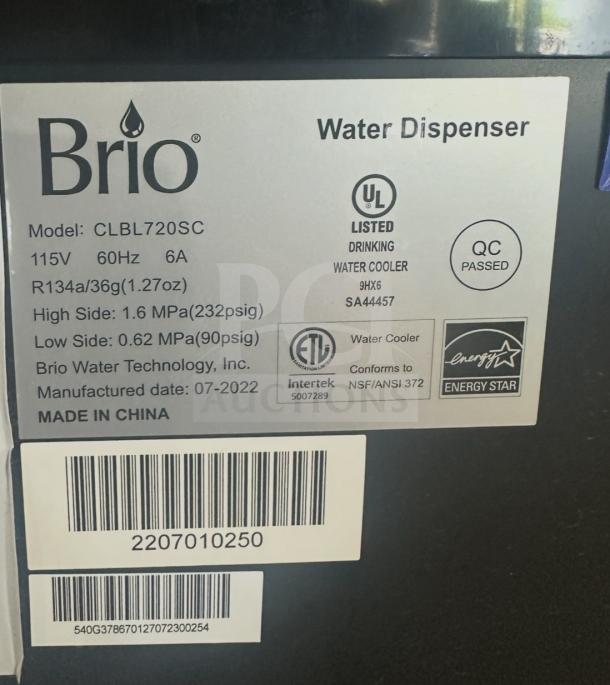 Brio®
Water Dispenser
Model: CLBL720SC
115V 60Hz 6A
R134a/36g(1.27oz)
High Side: 1.6 MPa(232psig)
Low Side: 0.62 MPa(90psig)
Brio Water Technology, Inc.
Manufactured date: 07-2022
MADE IN CHINA
UL
LISTED
DRINKING
WATER COOLER
9HX6
SA44457
QC
PASSED
ETL
Intertek
5007289
Water Cooler
Conforms to
NSF/ANSI 372
energy
ENERGY STAR
PCI
AUCTIONS
2207010250
540G378670127072300254